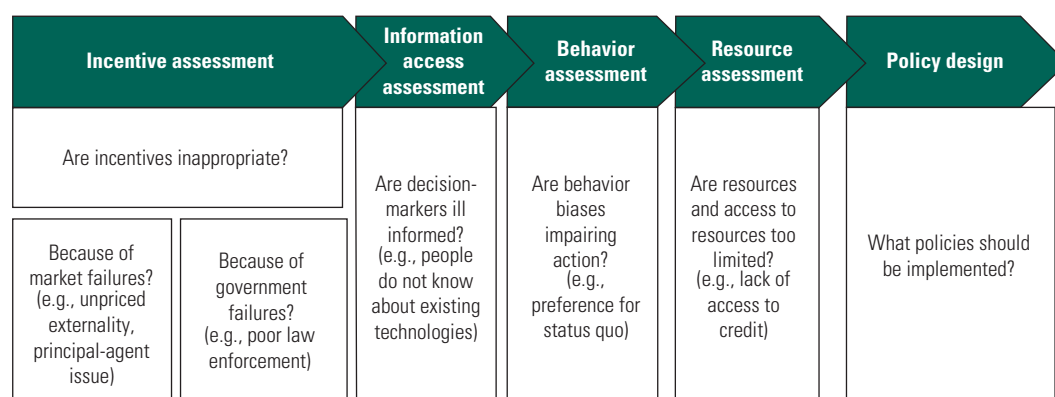 Incentive assessment
Information
access
assessment
Behavior
assessment
Resource
assessment
Policy design
Are incentives inappropriate?
Because of
market failures?
(e.g., unpriced
externality,
principal-agent
issue)
Because of
government
failures?
(e.g., poor law
enforcement)
Are decision-
markers ill
informed?
(e.g., people
do not know
about existing
technologies)
Are behavior
biases
impairing
action?
(e.g.,
preference for
status quo)
Are resources
and access to
resources too
limited?
(e.g., lack of
access to
credit)
What policies should
be implemented?